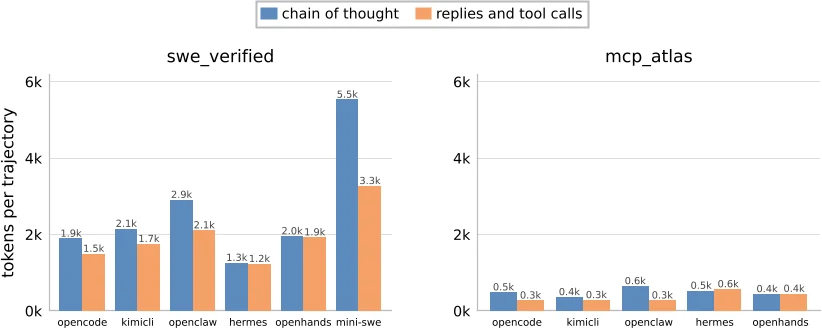 chain of thought replies and tool calls
swe_verified
mcp_atlas
tokens per trajectory
6k
4k
2k
0k
1.9k 1.5k 2.1k 1.7k 2.9k 2.1k 1.3k 1.2k 2.0k 1.9k 5.5k 3.3k
opencode kimicli openclaw hermes openhands mini-swe
6k
4k
2k
0k
0.5k 0.3k 0.4k 0.3k 0.6k 0.3k 0.5k 0.6k 0.4k 0.4k
opencode kimicli openclaw hermes openhands